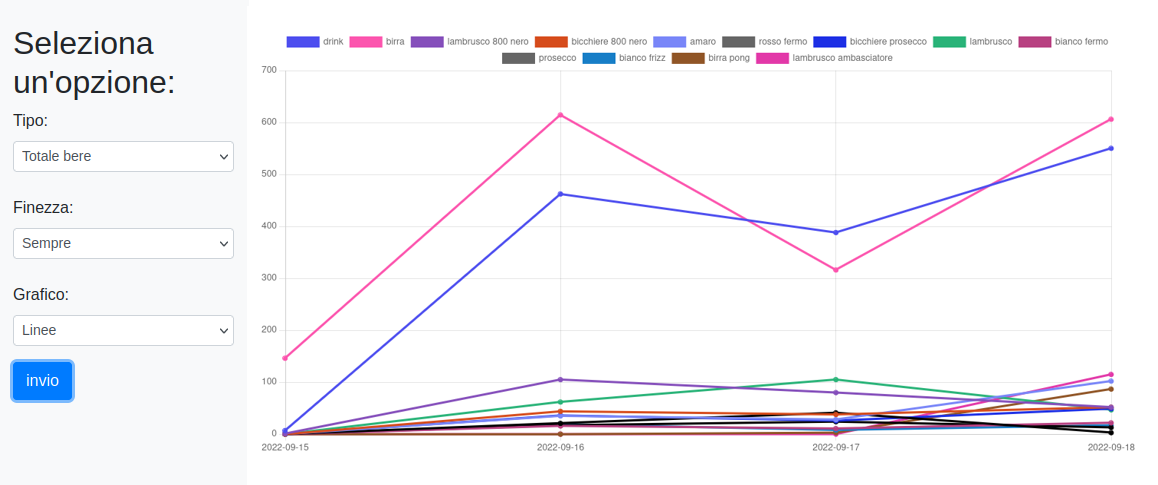 Seleziona
un'opzione:
Tipo:
Totale bere
Finezza:
Sempre
Grafico:
Linee
invio
drink birra lambrusco 800 nero bicchiere 800 nero amaro rosso fermo bicchiere prosecco lambrusco bianco fermo
prosecco bianco frizz birra pong lambrusco ambasciatore
700
600
500
400
300
200
100
0
2022-09-15 2022-09-16 2022-09-17 2022-09-18